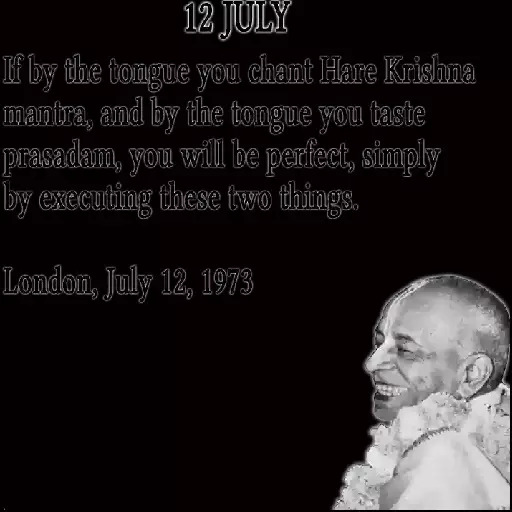 12 JULY
If by the tongue you chant Hare Krishna
mantra, and by the tongue you taste
prasadam, you will be perfect, simply
by executing these two things.
London, July 12, 1973